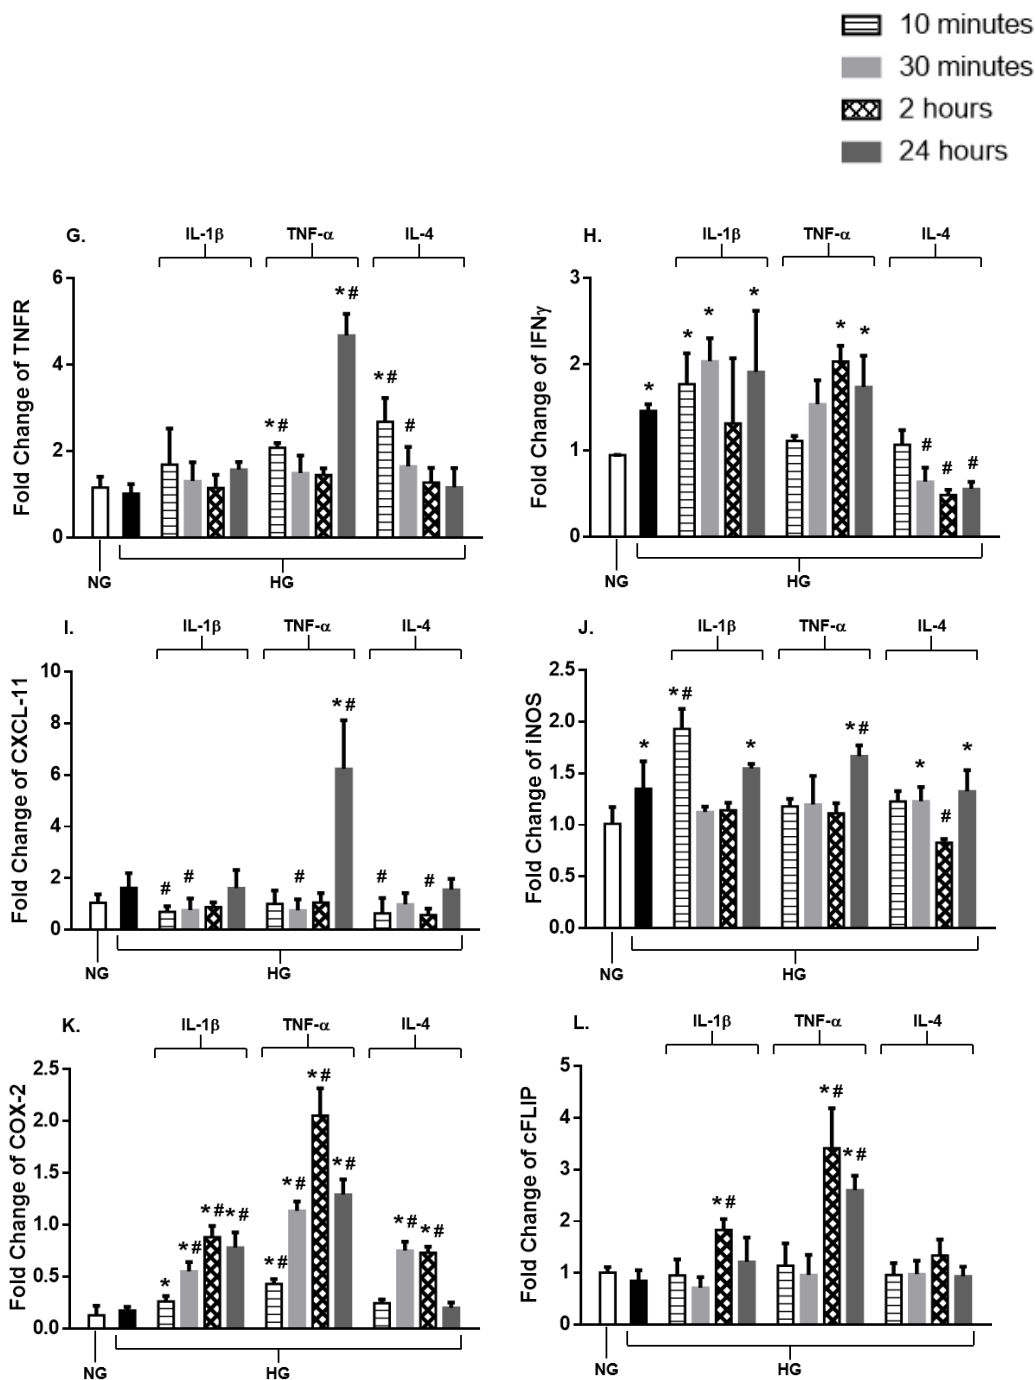 10 minutes
30 minutes
2 hours
24 hours
G.
IL-1β
TNF-α
IL-4
Fold Change of TNFR
6
4
2
0
*#
*#
*#
#
NG
HG
H.
IL-1β
TNF-α
IL-4
Fold Change of IFNγ
3
2
1
0
*
*
*
*
*
*
#
#
#
NG
HG
I.
IL-1β
TNF-α
IL-4
Fold Change of CXCL-11
10
8
6
4
2
0
#
#
#
*#
#
#
NG
HG
J.
IL-1β
TNF-α
IL-4
Fold Change of iNOS
2.5
2.0
1.5
1.0
0.5
0.0
*
*#
*
*#
*
#
*
NG
HG
K.
IL-1β
TNF-α
IL-4
Fold Change of COX-2
2.5
2.0
1.5
1.0
0.5
0.0
*
*#
*#
*#
*#
*#
*#
*#
*#
*#
NG
HG
L.
IL-1β
TNF-α
IL-4
Fold Change of cFLIP
5
4
3
2
1
0
*#
*#
*#
NG
HG